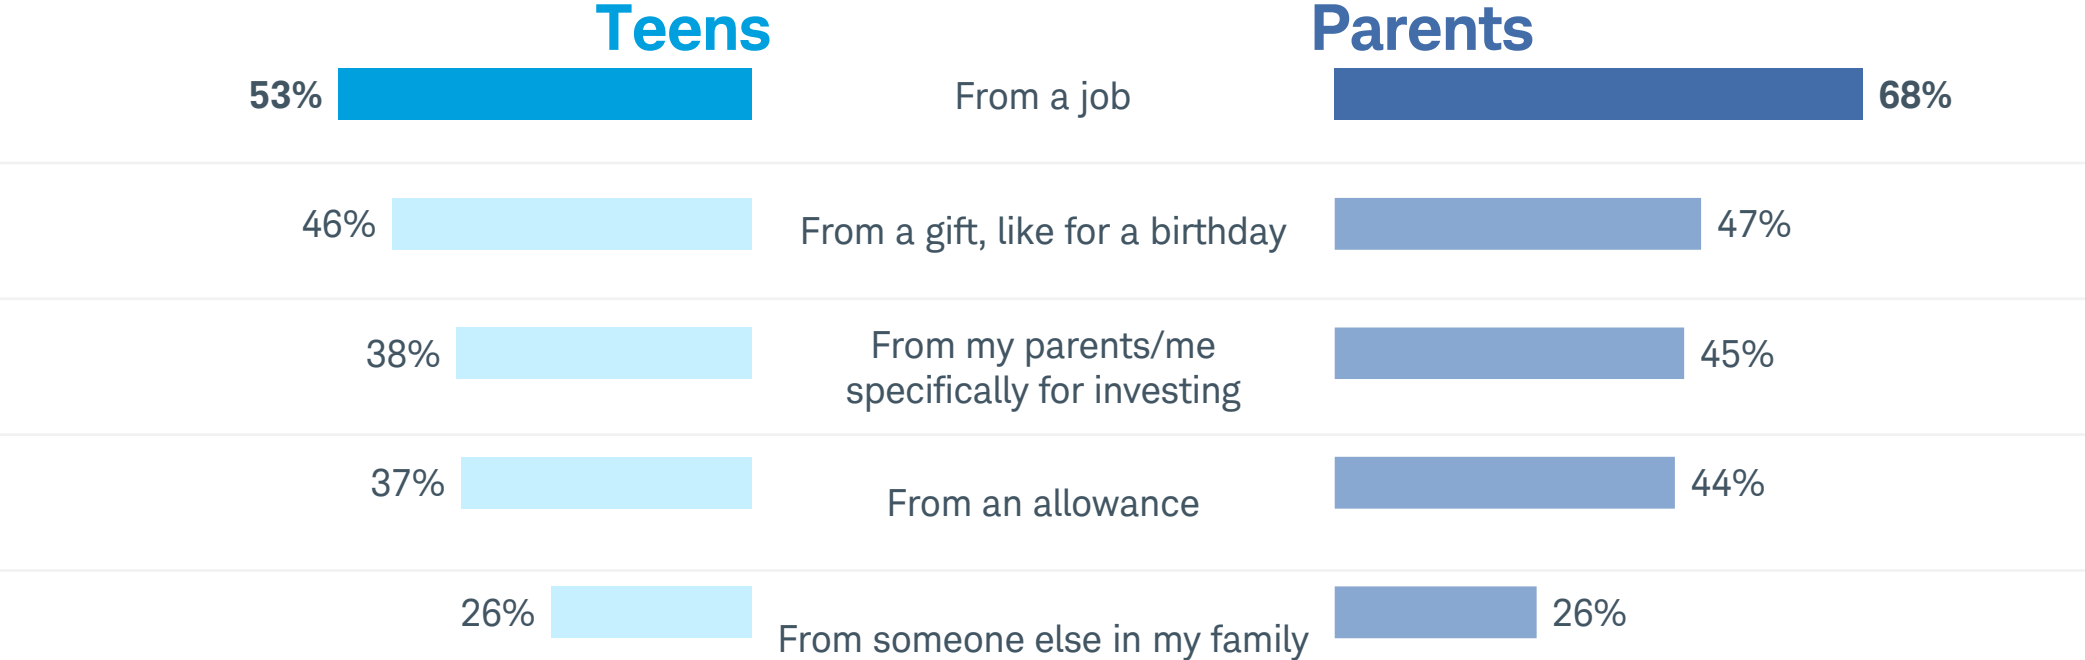 Teens Parents
53% From a job 68%
46% From a gift, like for a birthday 47%
38% From my parents/me 45%
specifically for investing
37% From an allowance 44%
26% From someone else in my family 26%